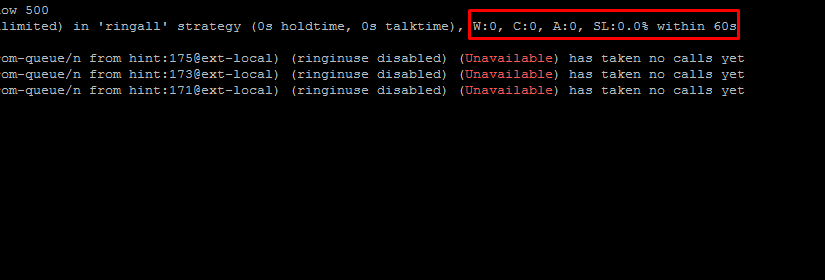 ow 500
limited) in 'ringall' strategy (0s holdtime, 0s talktime), W:0, C:0, A:0, SL:0.0% within 60s
om-queue/n from hint:175@ext-local) (ringinuse disabled) (Unavailable) has taken no calls yet
om-queue/n from hint:173@ext-local) (ringinuse disabled) (Unavailable) has taken no calls yet
om-queue/n from hint:171@ext-local) (ringinuse disabled) (Unavailable) has taken no calls yet